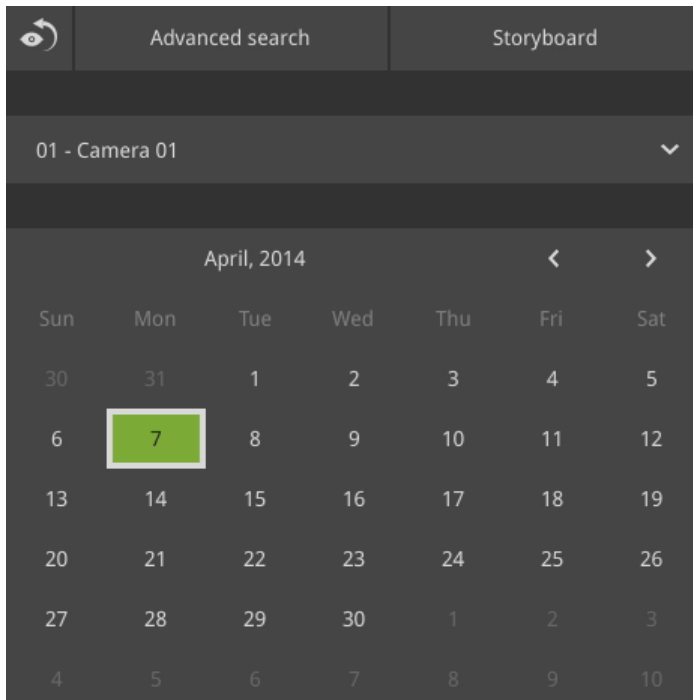 Advanced search Storyboard
01 - Camera 01
April, 2014
Sun Mon Tue Wed Thu Fri Sat
30 31 1 2 3 4 5
6 7 8 9 10 11 12
13 14 15 16 17 18 19
20 21 22 23 24 25 26
27 28 29 30 1 2 3
4 5 6 7 8 9 10